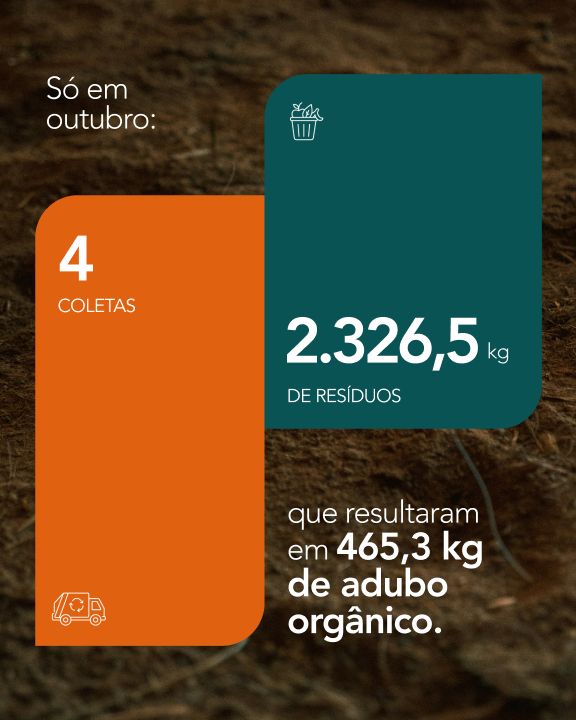 Só em
outubro:
4
COLETAS
2.326,5 kg
DE RESÍDUOS
que resultaram
em 465,3 kg
de adubo
orgânico.